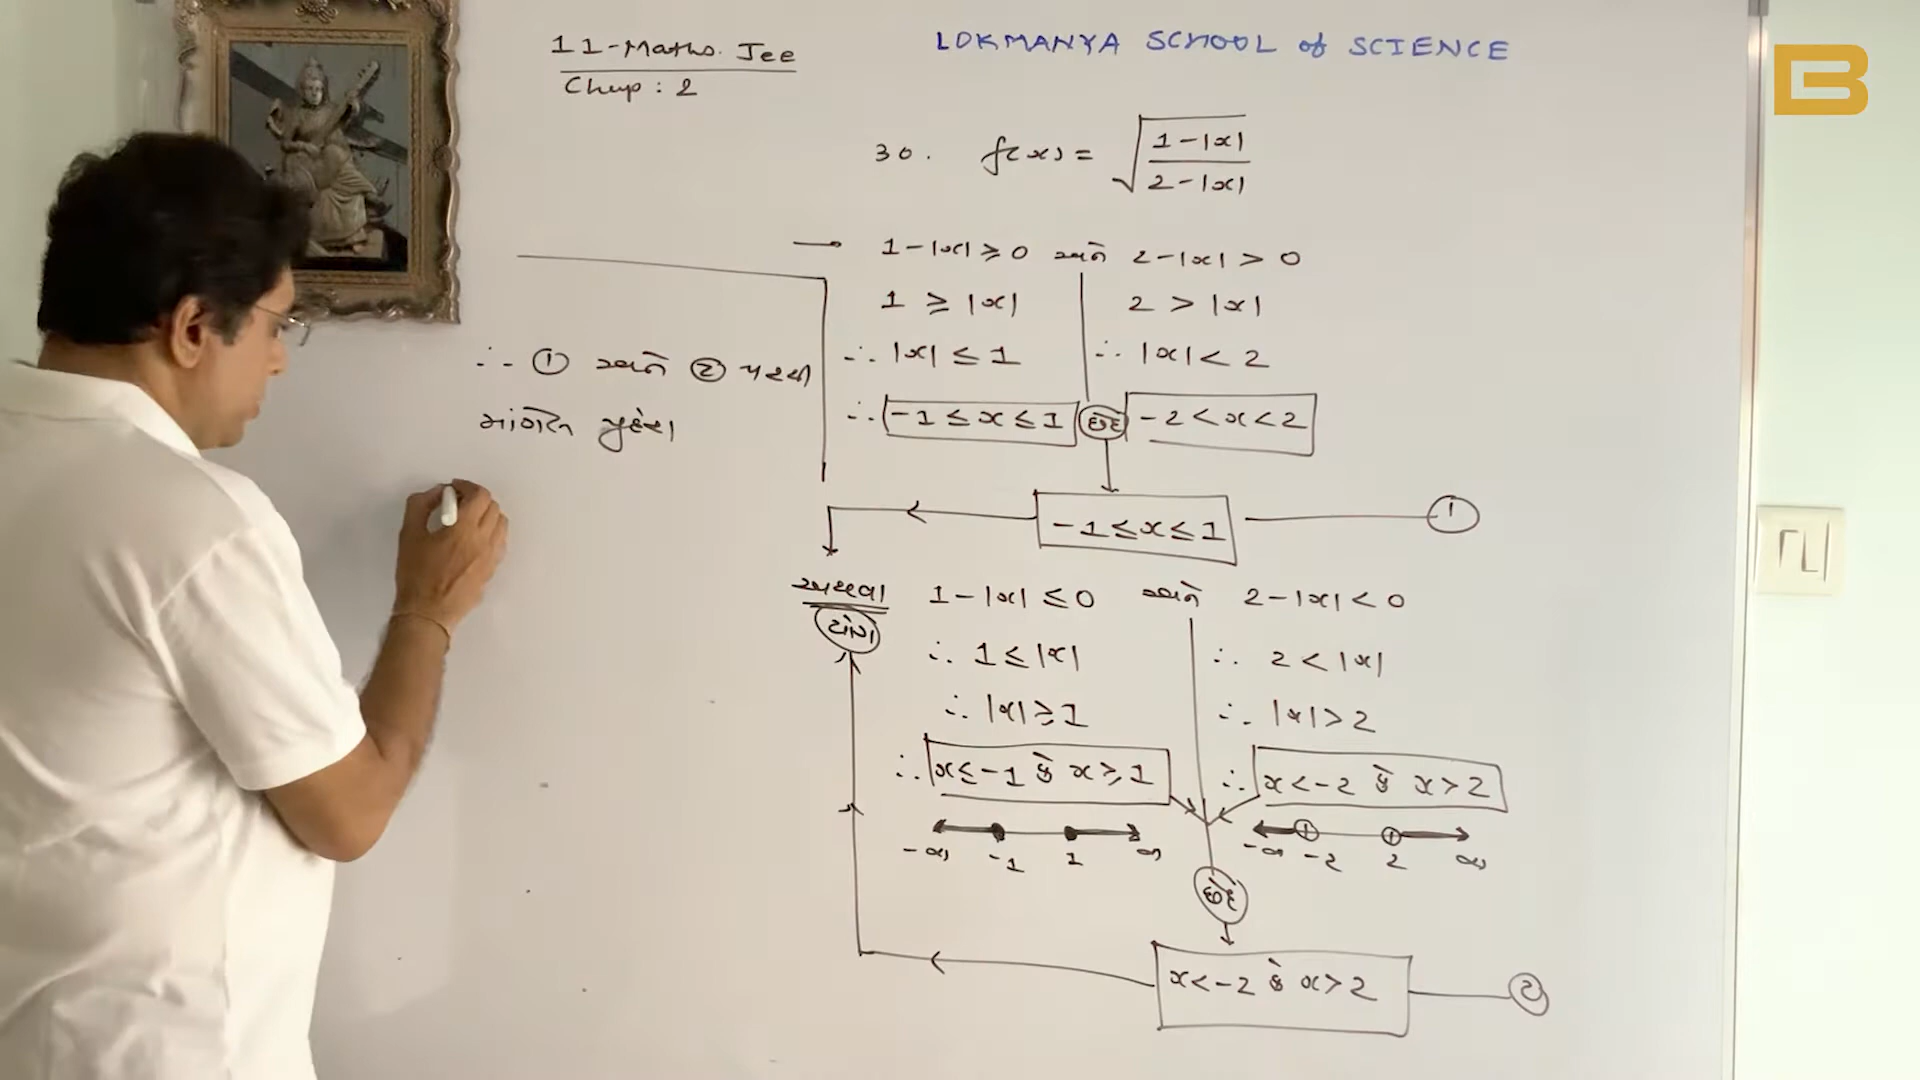 11-Maths. Jee
Chap : 2
LOKMANYA SCHOOL of SCIENCE
30. f(x) = √((1-|x|)/(2-|x|))
→ 1-|x| ≥ 0 અને 2-|x| > 0
1 ≥ |x| 2 > |x|
∴ |x| ≤ 1 ∴ |x| < 2
∴ -1 ≤ x ≤ 1 છેદ -2 < x < 2
-1 ≤ x ≤ 1 ①
અથવા 1-|x| ≤ 0 અને 2-|x| < 0
યોગ
∴ 1 ≤ |x| ∴ 2 < |x|
∴ |x| ≥ 1 ∴ |x| > 2
∴ x ≤ -1 કે x ≥ 1 ∴ x < -2 કે x > 2
-∞ -1 1 ∞ -∞ -2 2 ∞
છેદ
x < -2 કે x > 2 ②
∴ ① અને ② પરથી
માંગેલ પ્રદેશ